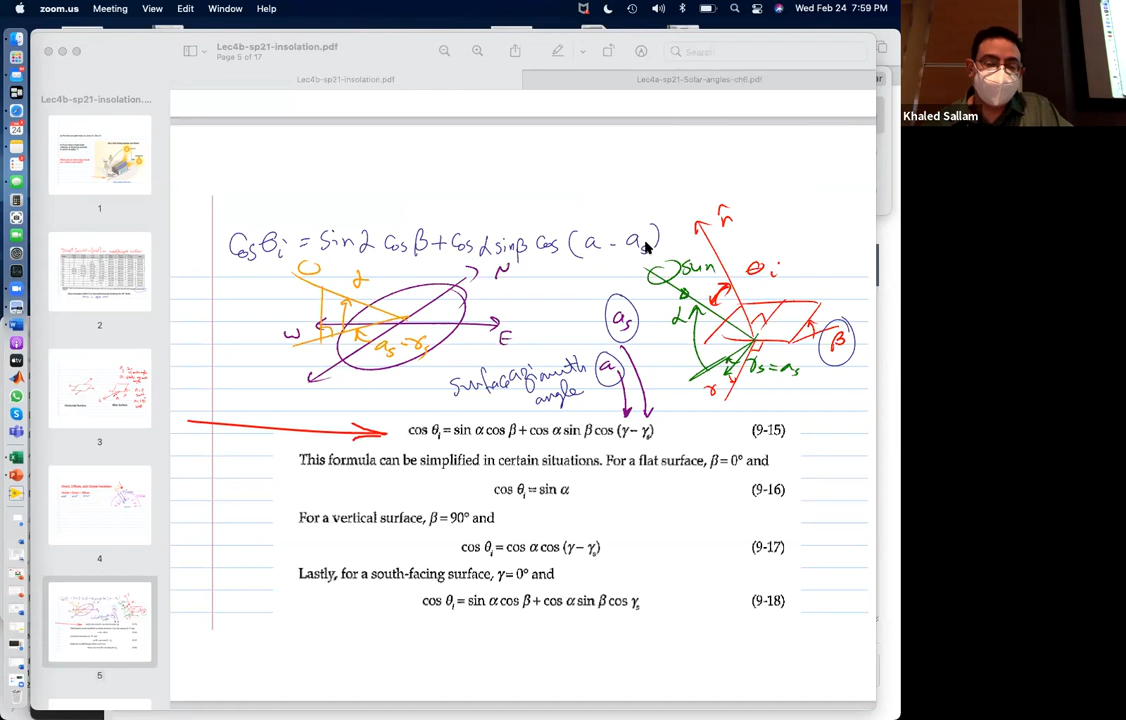 zoom.us Meeting View Edit Window Help
Wed Feb 24 7:59 PM
Lec4b-sp21-insolation.pdf
Page 5 of 17
Search
Lec4b-sp21-insolation.pdf
Lec4a-sp21-Solar-angles-ch6.pdf
Lec4b-sp21-insolation....
1
2
3
4
5
Khaled Sallam
Cos θi = sin α cos β + cos α sin β cos (a - as)
n̂
sun
θi
α
N
W
E
as = γs
as
α
β
γs = as
γ
Surface azimuth angle
a
cos θi = sin α cos β + cos α sin β cos (γ− γs) (9-15)
This formula can be simplified in certain situations. For a flat surface, β = 0° and
cos θi = sin α (9-16)
For a vertical surface, β = 90° and
cos θi = cos α cos (γ− γs) (9-17)
Lastly, for a south-facing surface, γ = 0° and
cos θi = sin α cos β + cos α sin β cos γs (9-18)